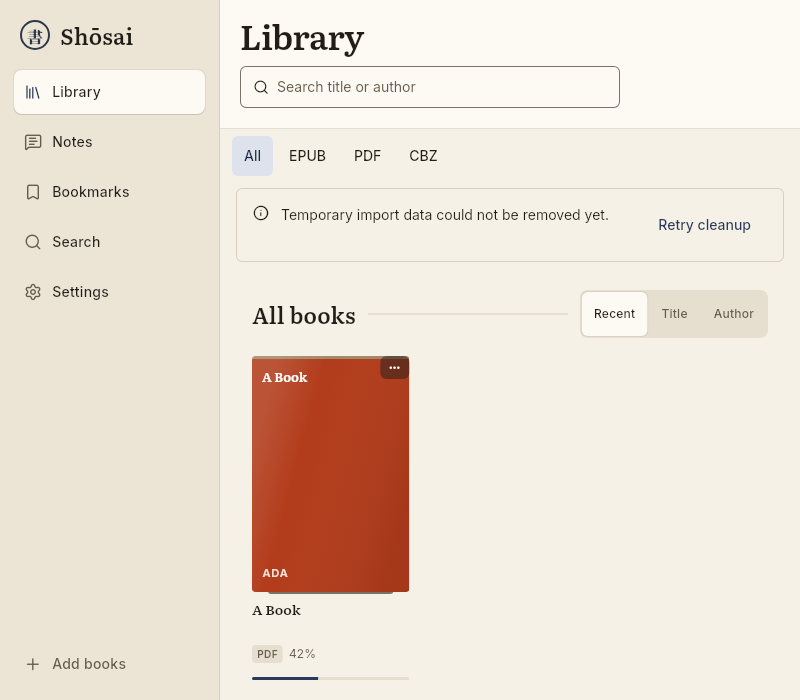 書 Shōsai
Library
Notes
Bookmarks
Search
Settings
Add books
Library
Search title or author
All EPUB PDF CBZ
Temporary import data could not be removed yet.
Retry cleanup
All books
Recent Title Author
A Book
ADA
A Book
PDF 42%